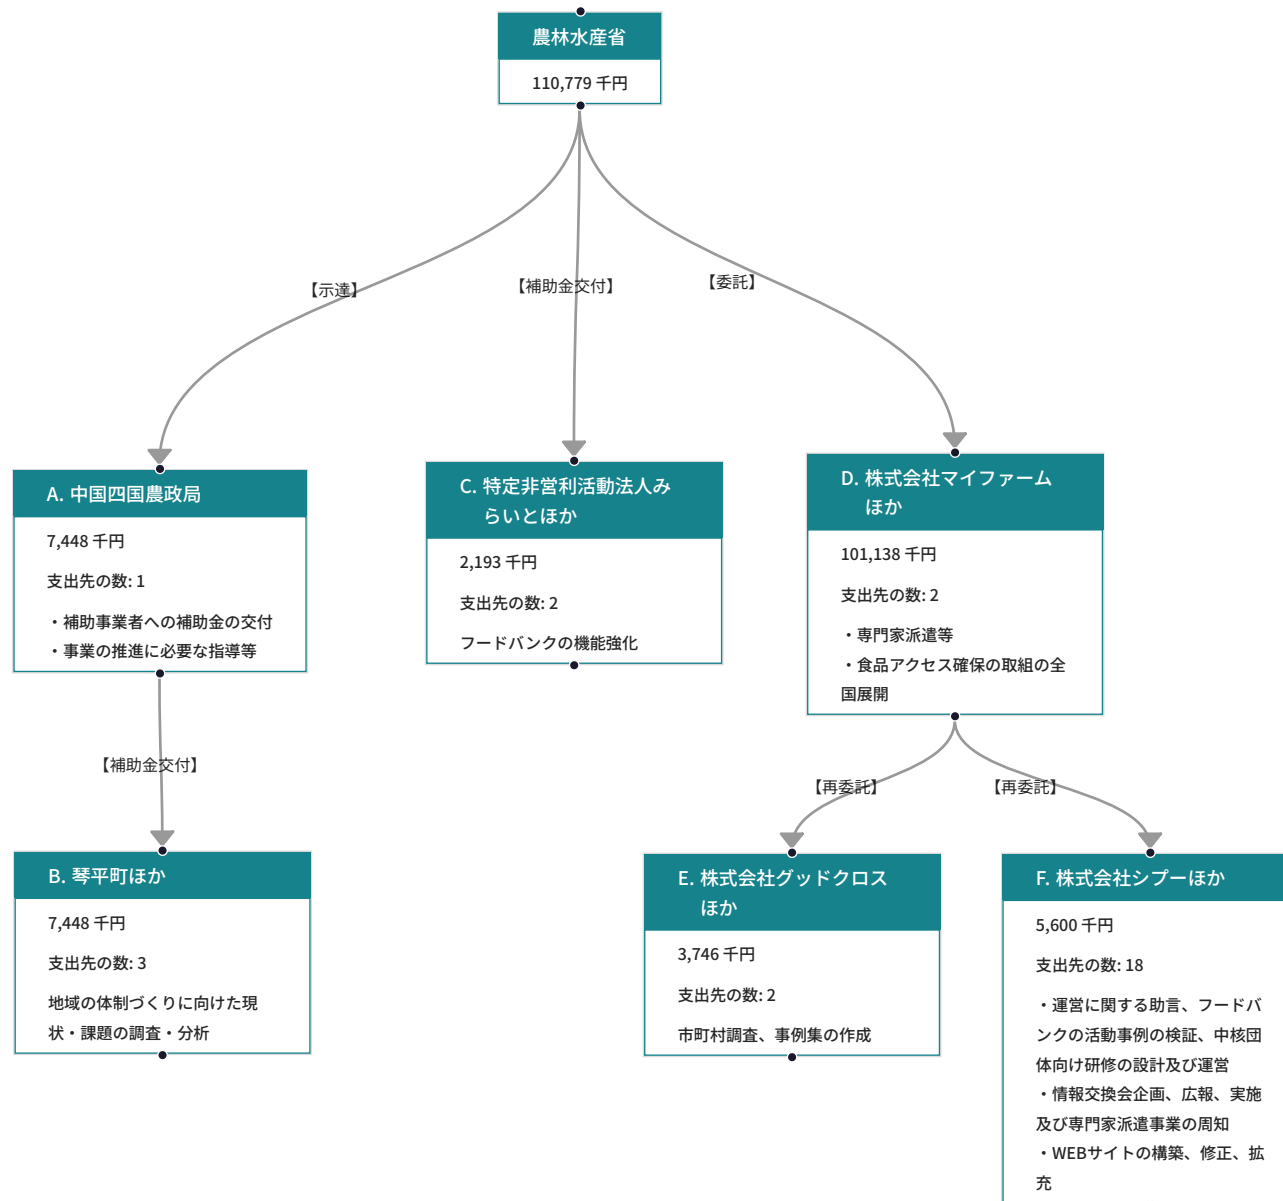 農林水産省
110,779 千円
【示達】
【補助金交付】
【委託】
A. 中国四国農政局
7,448 千円
支出先の数: 1
・補助事業者への補助金の交付
・事業の推進に必要な指導等
C. 特定非営利活動法人み
らいとほか
2,193 千円
支出先の数: 2
フードバンクの機能強化
D. 株式会社マイファーム
ほか
101,138 千円
支出先の数: 2
・専門家派遣等
・食品アクセス確保の取組の全
国展開
【補助金交付】
【再委託】
【再委託】
B. 琴平町ほか
7,448 千円
支出先の数: 3
地域の体制づくりに向けた現
状・課題の調査・分析
E. 株式会社グッドクロス
ほか
3,746 千円
支出先の数: 2
市町村調査、事例集の作成
F. 株式会社シプーほか
5,600 千円
支出先の数: 18
・運営に関する助言、フードバ
ンクの活動事例の検証、中核団
体向け研修の設計及び運営
・情報交換会企画、広報、実施
及び専門家派遣事業の周知
・WEBサイトの構築、修正、拡
充